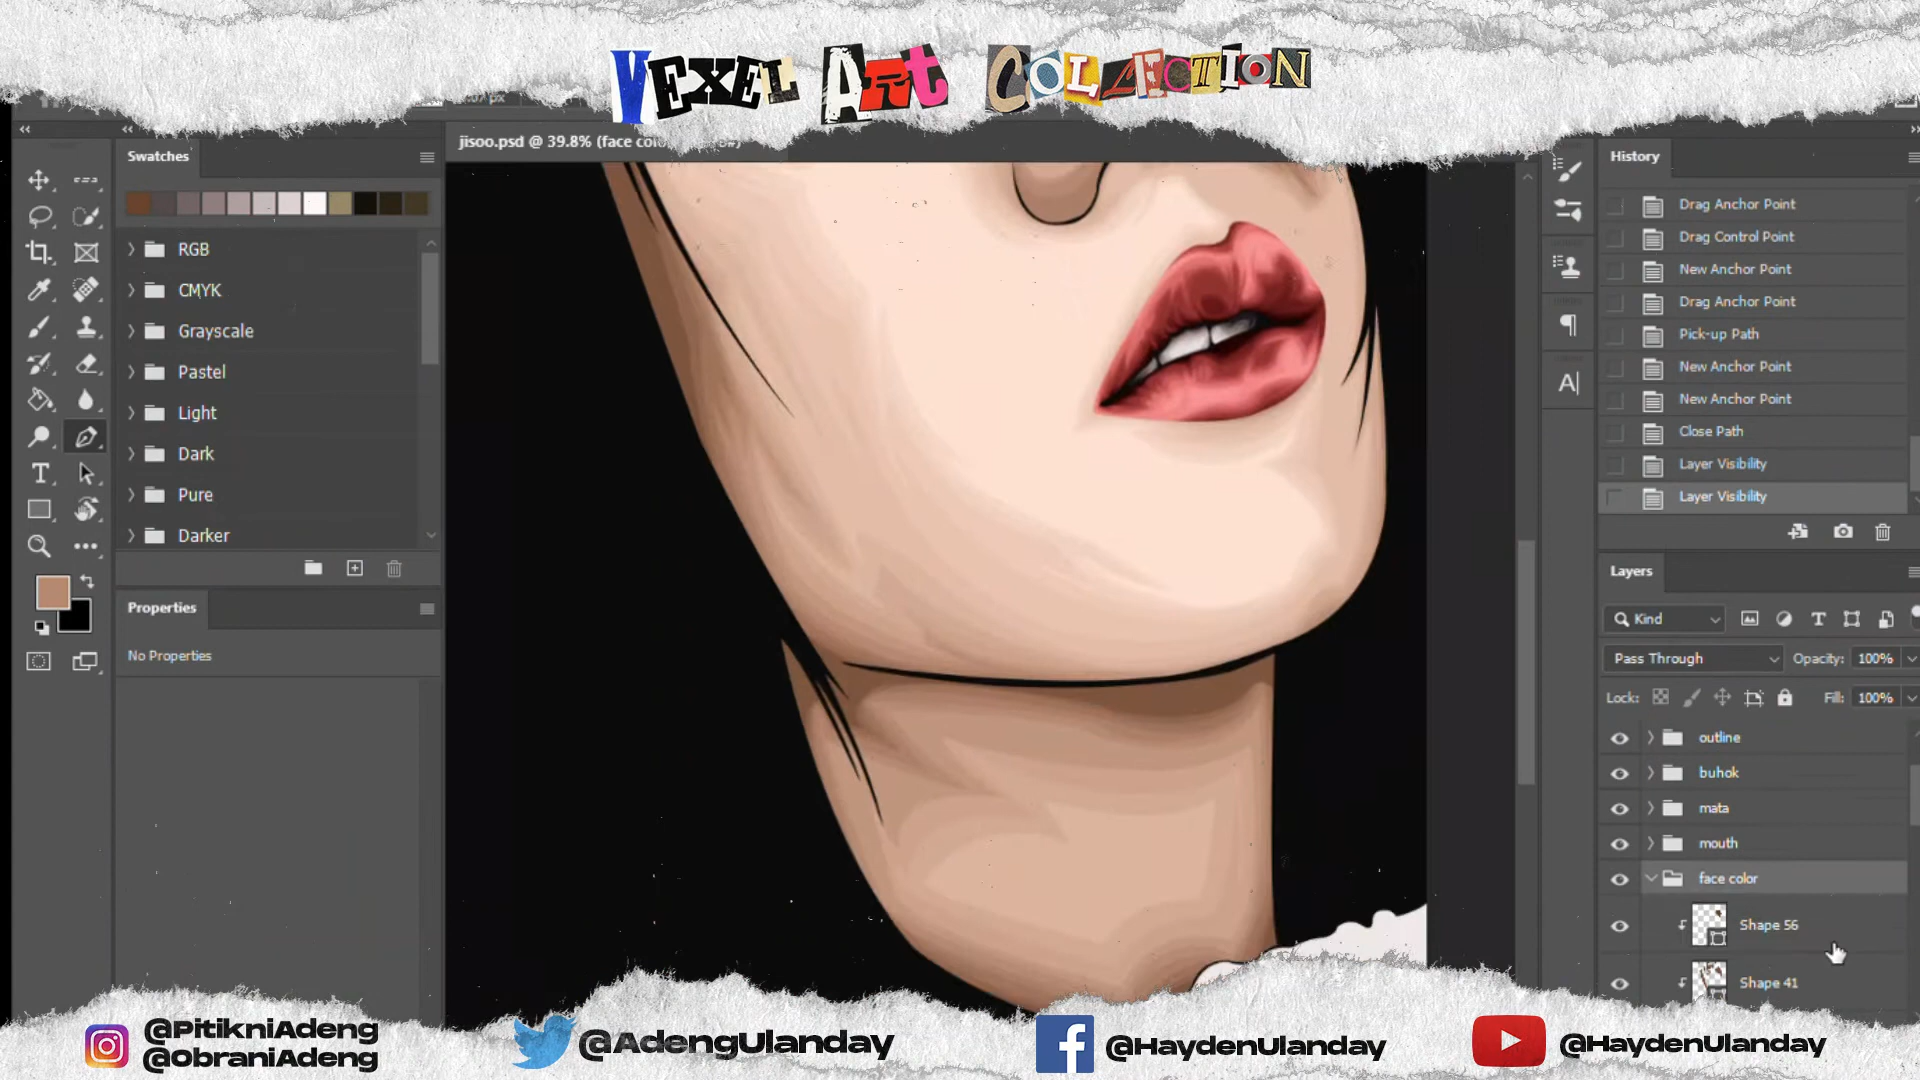 Vexel Art Collection
jisoo.psd @ 39.8% (face
Swatches
RGB
CMYK
Grayscale
Pastel
Light
Dark
Pure
Darker
Properties
No Properties
History
Drag Anchor Point
Drag Control Point
New Anchor Point
Drag Anchor Point
Pick-up Path
New Anchor Point
New Anchor Point
Close Path
Layer Visibility
Layer Visibility
Layers
Kind
Pass Through Opacity: 100%
Lock: Fill: 100%
outline
buhok
mata
mouth
face color
Shape 56
Shape 41
@PitikniAdeng
@ObraniAdeng
@AdengUlanday
@HaydenUlanday
@HaydenUlanday